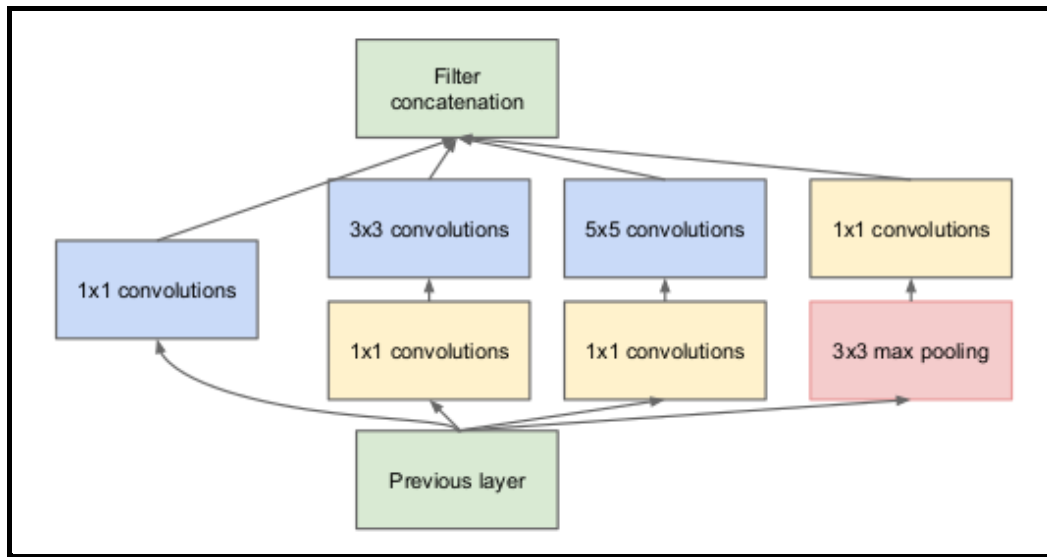 Filter
concatenation
3x3 convolutions
5x5 convolutions
1x1 convolutions
1x1 convolutions
1x1 convolutions
1x1 convolutions
3x3 max pooling
Previous layer